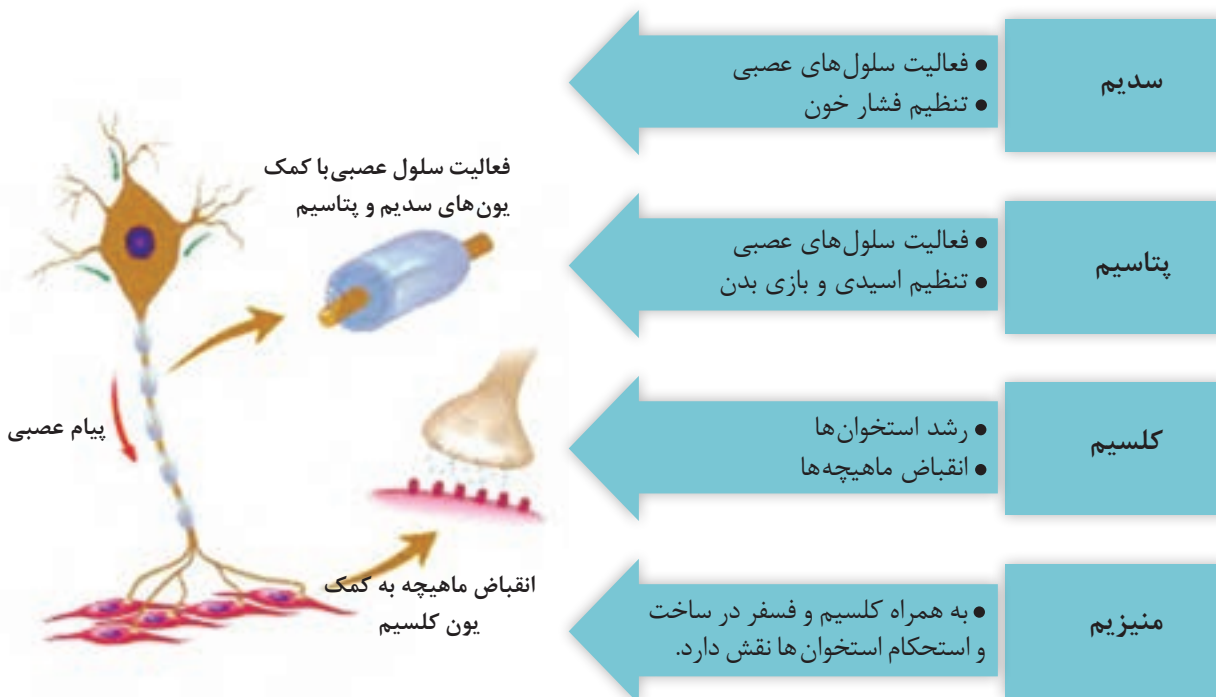 سدیم
● فعالیت سلول‌های عصبی
● تنظیم فشار خون
پتاسیم
● فعالیت سلول‌های عصبی
● تنظیم اسیدی و بازی بدن
کلسیم
● رشد استخوان‌ها
● انقباض ماهیچه‌ها
منیزیم
● به همراه کلسیم و فسفر در ساخت
و استحکام استخوان‌ها نقش دارد.
فعالیت سلول عصبی با کمک
یون‌های سدیم و پتاسیم
پیام عصبی
انقباض ماهیچه به کمک
یون کلسیم